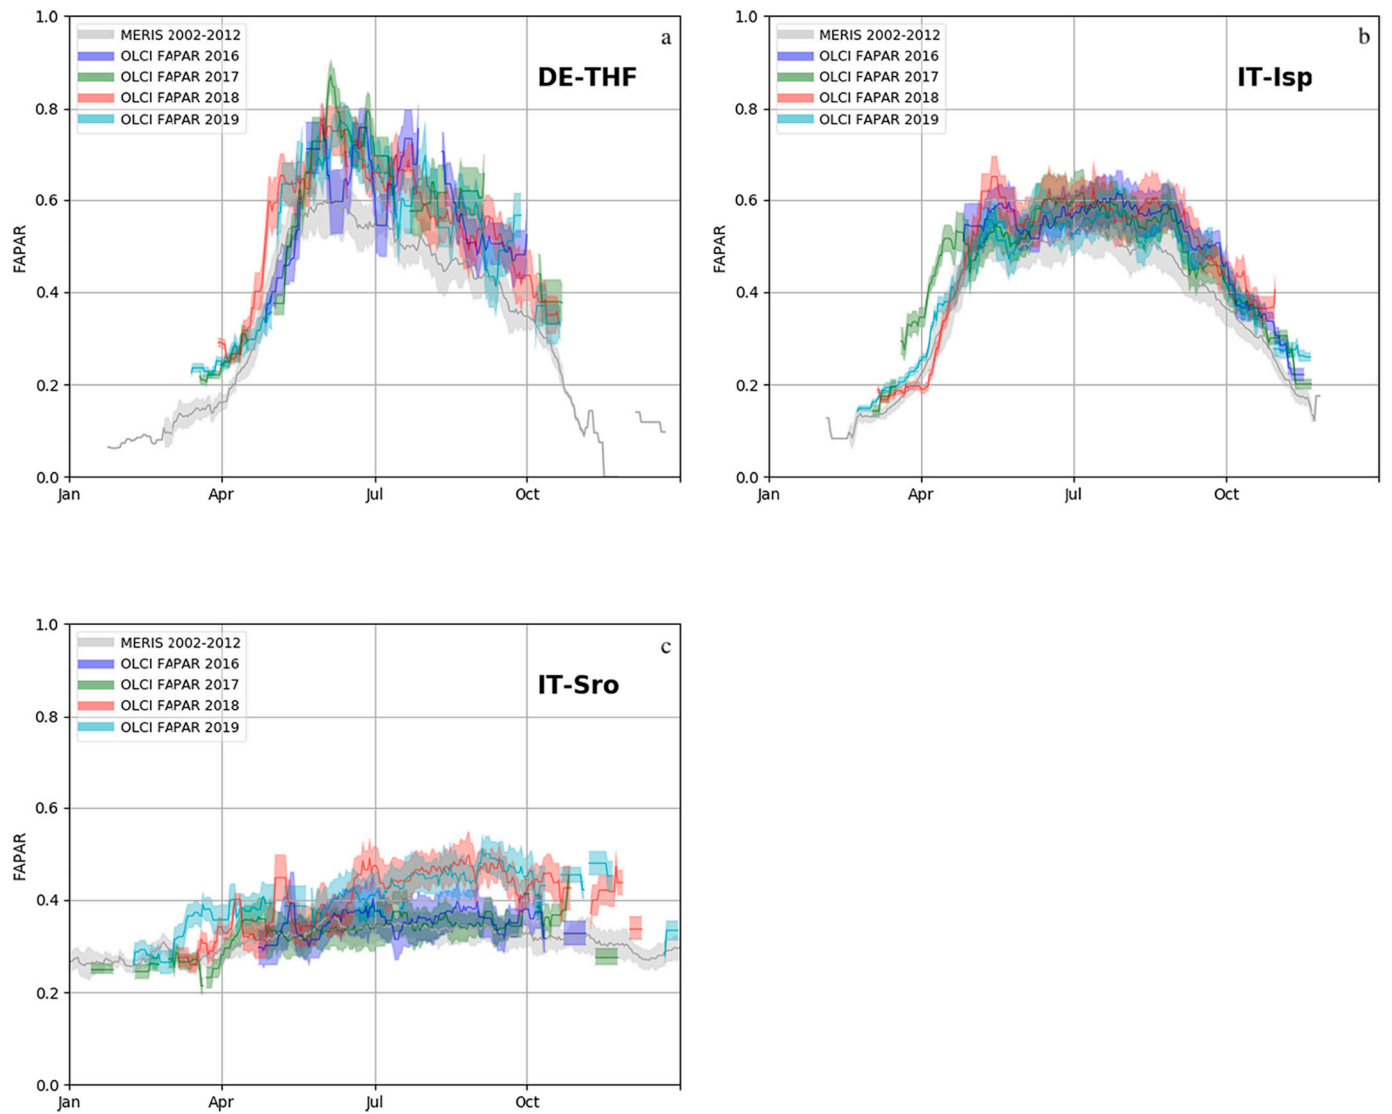 a
DE-THF
MERIS 2002-2012
OLCI FAPAR 2016
OLCI FAPAR 2017
OLCI FAPAR 2018
OLCI FAPAR 2019
FAPAR
1.0
0.8
0.6
0.4
0.2
0.0
Jan
Apr
Jul
Oct
b
IT-Isp
MERIS 2002-2012
OLCI FAPAR 2016
OLCI FAPAR 2017
OLCI FAPAR 2018
OLCI FAPAR 2019
FAPAR
1.0
0.8
0.6
0.4
0.2
0.0
Jan
Apr
Jul
Oct
c
IT-Sro
MERIS 2002-2012
OLCI FAPAR 2016
OLCI FAPAR 2017
OLCI FAPAR 2018
OLCI FAPAR 2019
FAPAR
1.0
0.8
0.6
0.4
0.2
0.0
Jan
Apr
Jul
Oct